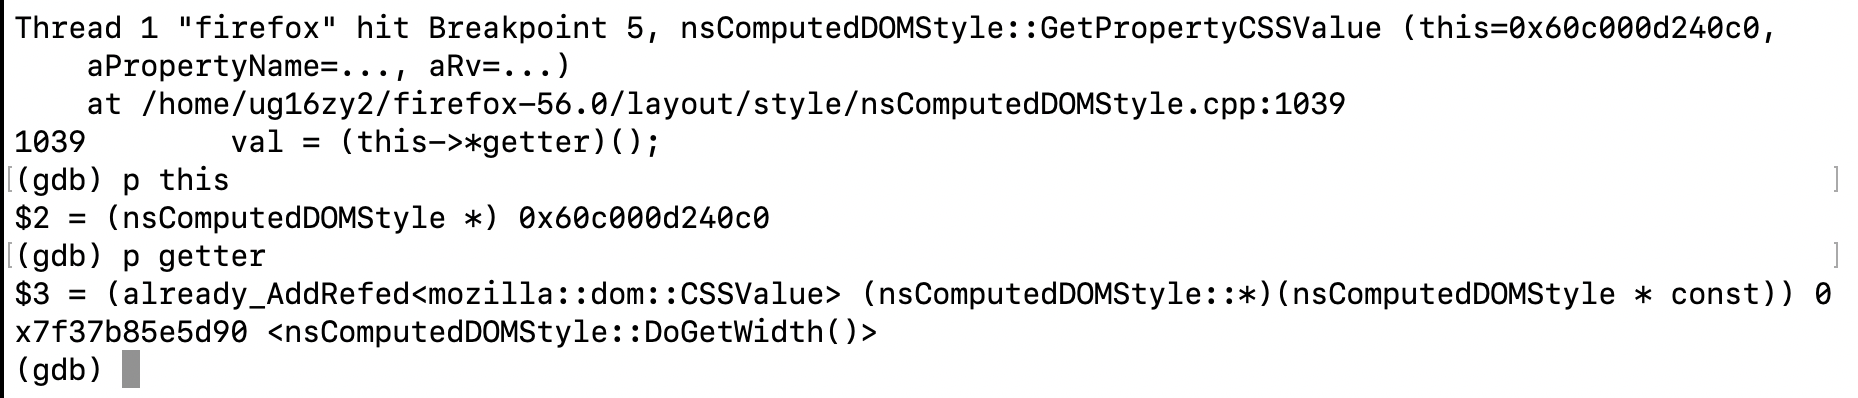 Thread 1 "firefox" hit Breakpoint 5, nsComputedDOMStyle::GetPropertyCSSValue (this=0x60c000d240c0,
    aPropertyName=..., aRv=...)
    at /home/ug16zy2/firefox-56.0/layout/style/nsComputedDOMStyle.cpp:1039
1039        val = (this->*getter)();
[(gdb) p this ]
$2 = (nsComputedDOMStyle *) 0x60c000d240c0
[(gdb) p getter ]
$3 = (already_AddRefed<mozilla::dom::CSSValue> (nsComputedDOMStyle::*)(nsComputedDOMStyle * const)) 0
x7f37b85e5d90 <nsComputedDOMStyle::DoGetWidth()>
(gdb)